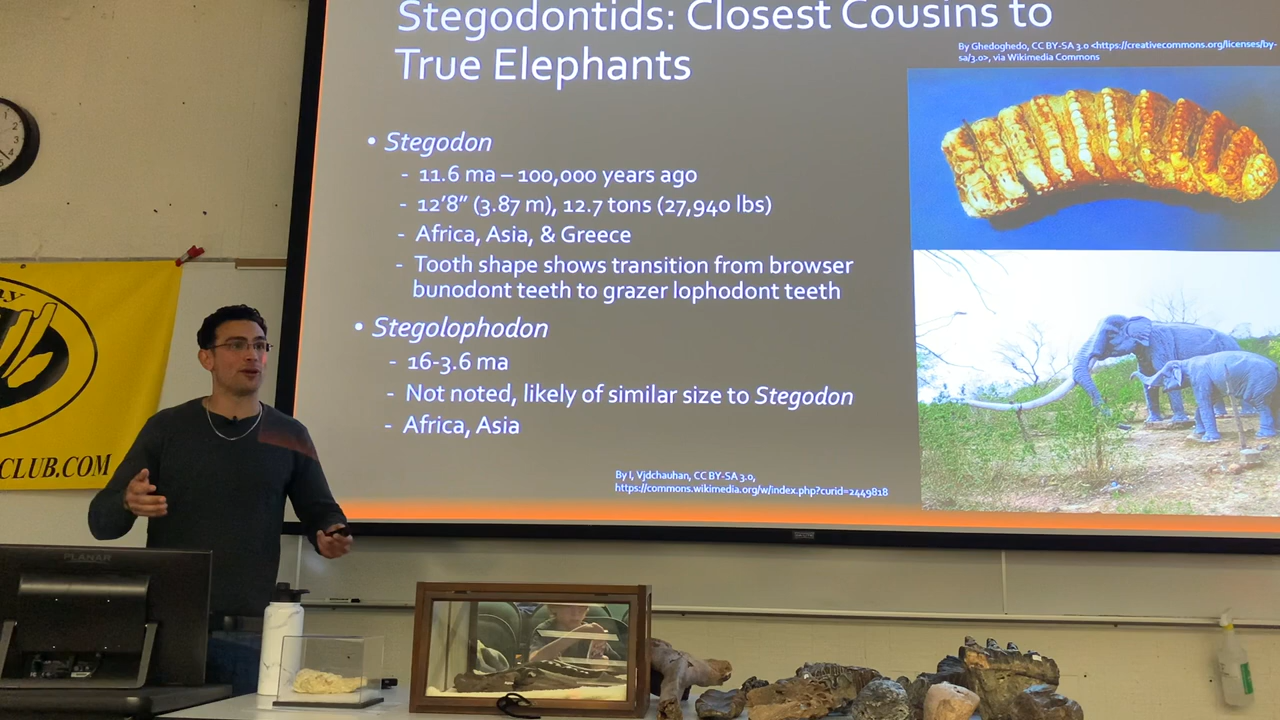 Stegodontids: Closest Cousins to
True Elephants
By Ghedoghedo, CC BY-SA 3.0 <https://creativecommons.org/licenses/by-
sa/3.0>, via Wikimedia Commons
• Stegodon
- 11.6 ma – 100,000 years ago
- 12'8" (3.87 m), 12.7 tons (27,940 lbs)
- Africa, Asia, & Greece
- Tooth shape shows transition from browser
bunodont teeth to grazer lophodont teeth
• Stegolophodon
- 16-3.6 ma
- Not noted, likely of similar size to Stegodon
- Africa, Asia
By I, Vjdchauhan, CC BY-SA 3.0,
https://commons.wikimedia.org/w/index.php?curid=2449818
CLUB.COM
PLANAR